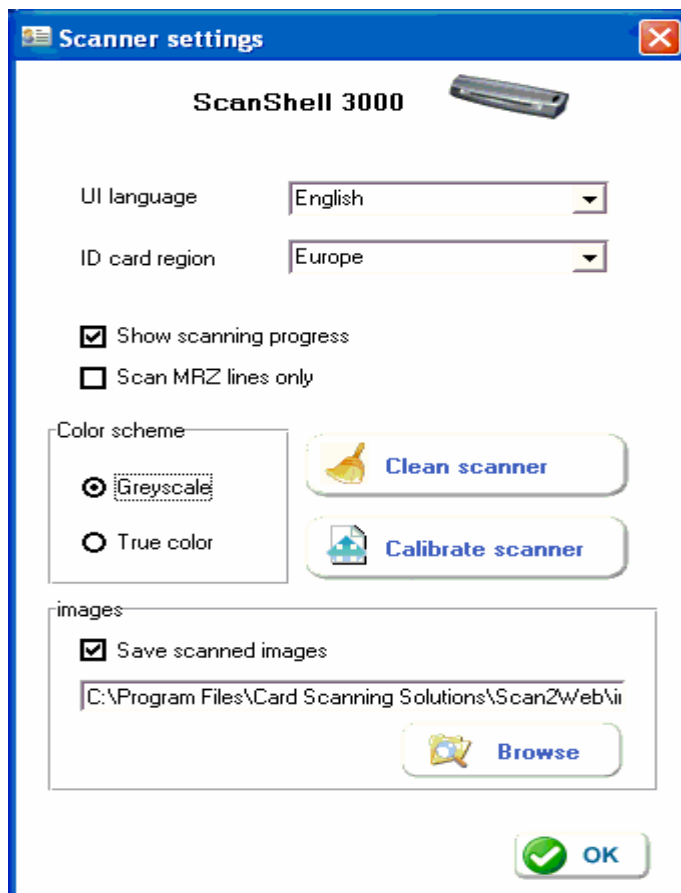 Scanner settings
ScanShell 3000
UI language English
ID card region Europe
Show scanning progress
Scan MRZ lines only
Color scheme
Greyscale
True color
Clean scanner
Calibrate scanner
images
Save scanned images
C:\Program Files\Card Scanning Solutions\Scan2Web\
Browse
OK